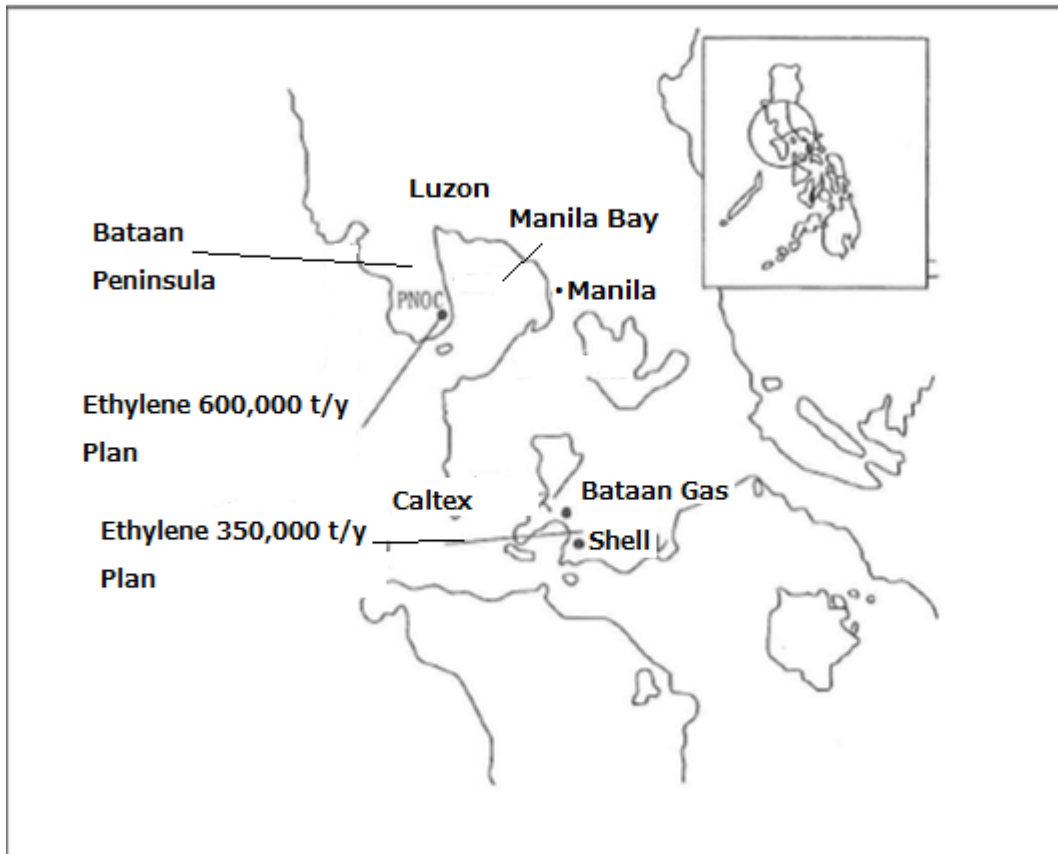 Luzon
Manila Bay
Bataan
Peninsula
Manila
PNOC
Ethylene 600,000 t/y
Plan
Caltex
Bataan Gas
Ethylene 350,000 t/y
Shell
Plan